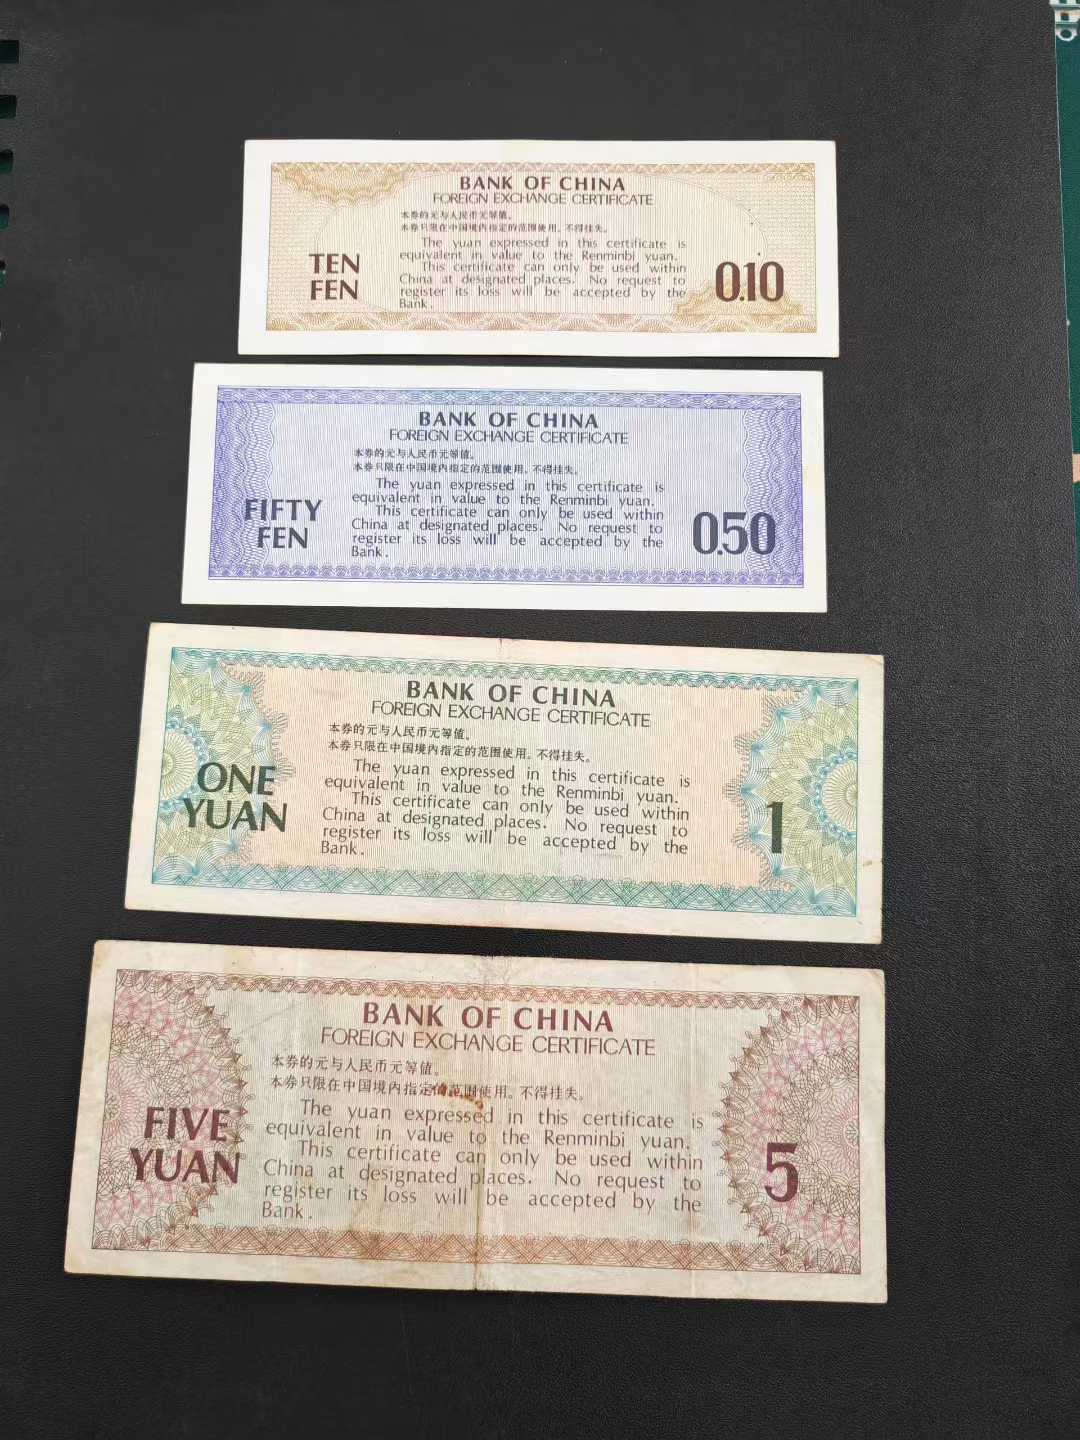 BANK OF CHINA
FOREIGN EXCHANGE CERTIFICATE
本券的元与人民币元等值。
本券只限在中国境内指定的范围使用。不得挂失。
The yuan expressed in this certificate is
equivalent in value to the Renminbi yuan.
This certificate can only be used within
China at designated places. No request to
register its loss will be accepted by the
Bank.
TEN
FEN
0.10
BANK OF CHINA
FOREIGN EXCHANGE CERTIFICATE
本券的元与人民币元等值。
本券只限在中国境内指定的范围使用。不得挂失。
The yuan expressed in this certificate is
equivalent in value to the Renminbi yuan.
This certificate can only be used within
China at designated places. No request to
register its loss will be accepted by the
Bank.
FIFTY
FEN
0.50
BANK OF CHINA
FOREIGN EXCHANGE CERTIFICATE
本券的元与人民币元等值。
本券只限在中国境内指定的范围使用。不得挂失。
The yuan expressed in this certificate is
equivalent in value to the Renminbi yuan.
This certificate can only be used within
China at designated places. No request to
register its loss will be accepted by the
Bank.
ONE
YUAN
1
BANK OF CHINA
FOREIGN EXCHANGE CERTIFICATE
本券的元与人民币元等值。
本券只限在中国境内指定的范围使用。不得挂失。
The yuan expressed in this certificate is
equivalent in value to the Renminbi yuan.
This certificate can only be used within
China at designated places. No request to
register its loss will be accepted by the
Bank.
FIVE
YUAN
5